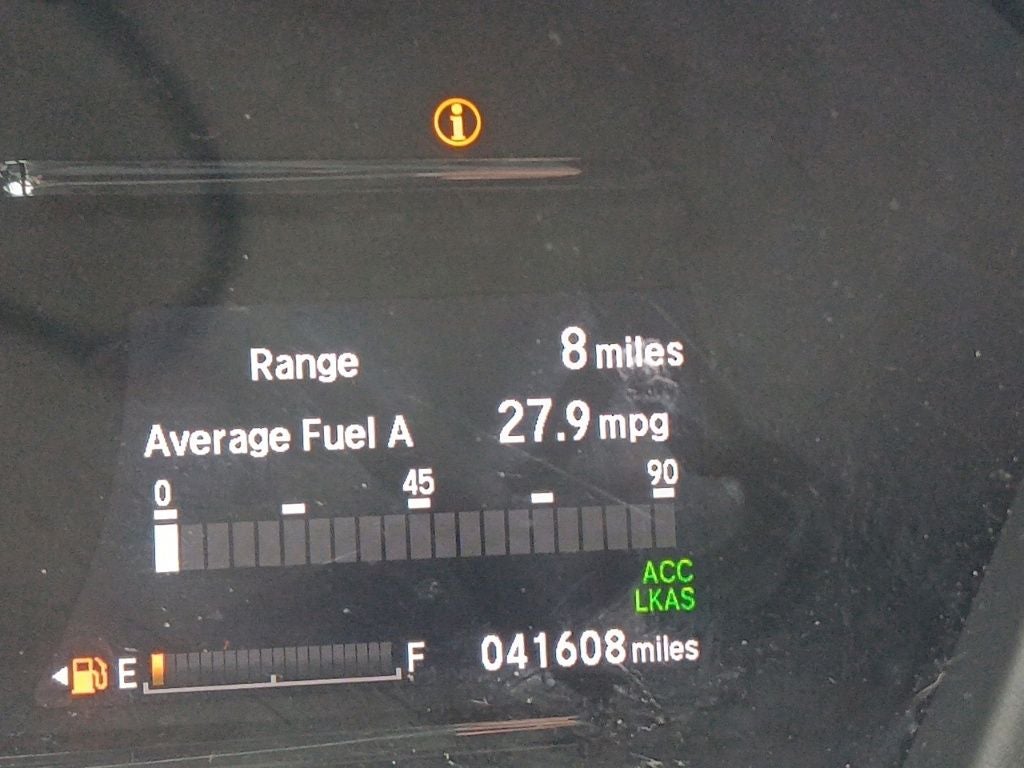 i
Range 8 miles
Average Fuel A 27.9 mpg
0 45 90
ACC
LKAS
E F 041608 miles